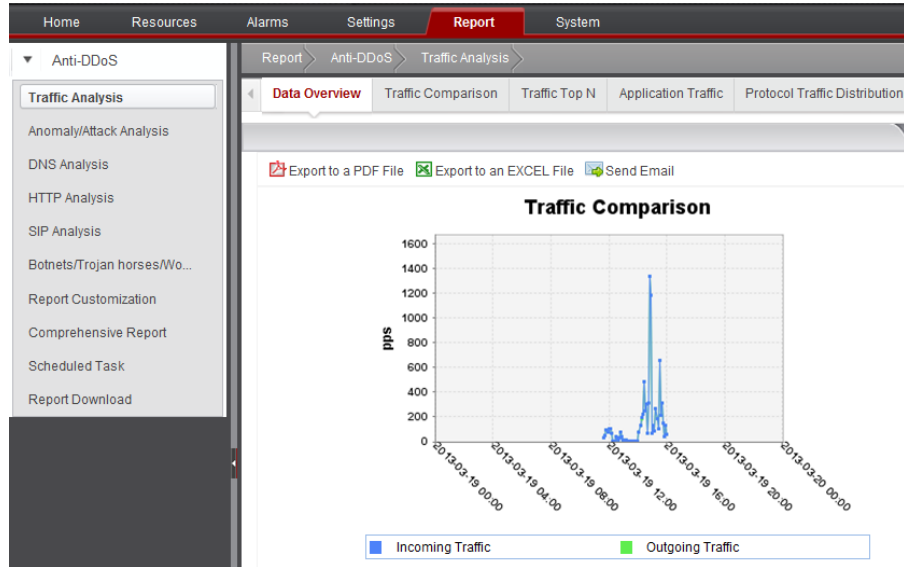 Home Resources Alarms Settings Report System
Anti-DDoS
Traffic Analysis
Anomaly/Attack Analysis
DNS Analysis
HTTP Analysis
SIP Analysis
Botnets/Trojan horses/Wo...
Report Customization
Comprehensive Report
Scheduled Task
Report Download
Report Anti-DDoS Traffic Analysis
Data Overview Traffic Comparison Traffic Top N Application Traffic Protocol Traffic Distribution
Export to a PDF File Export to an EXCEL File Send Email
Traffic Comparison
pps
1600
1400
1200
1000
800
600
400
200
0
2013-03-19 00:00
2013-03-19 04:00
2013-03-19 08:00
2013-03-19 12:00
2013-03-19 16:00
2013-03-19 20:00
2013-03-20 00:00
Incoming Traffic Outgoing Traffic